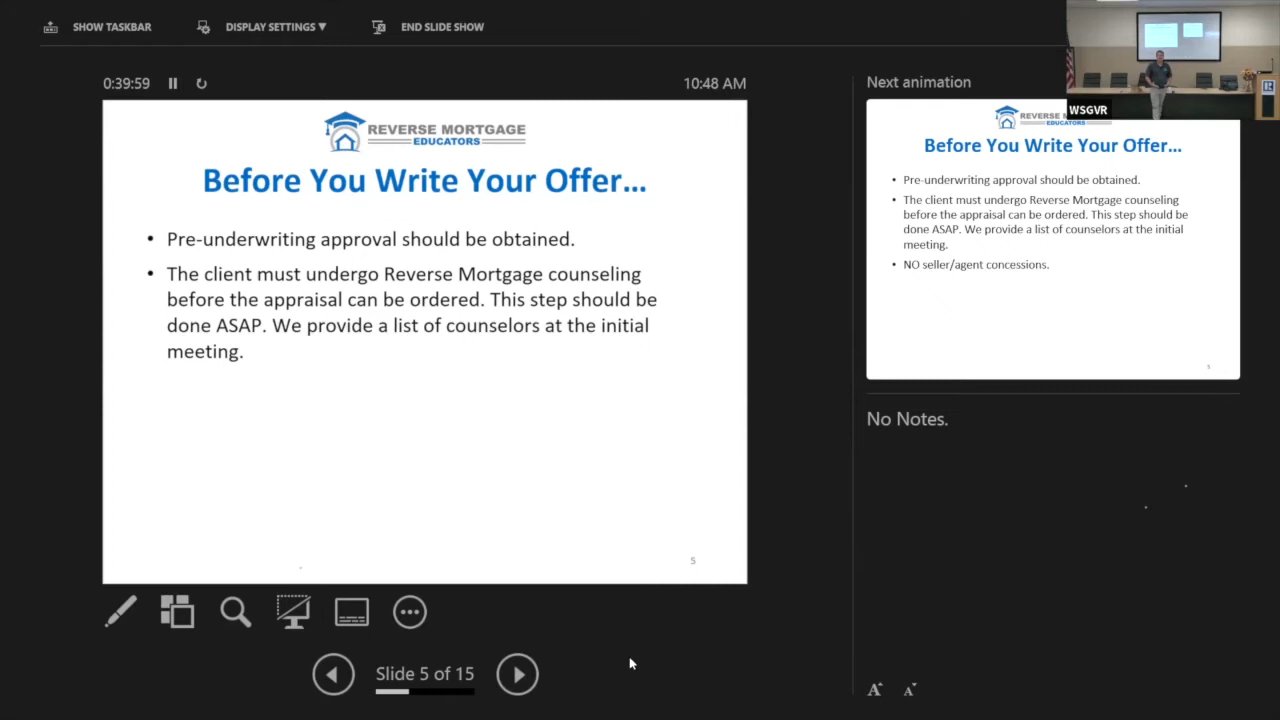 SHOW TASKBAR
DISPLAY SETTINGS ▼
END SLIDE SHOW
0:39:59
10:48 AM
REVERSE MORTGAGE
EDUCATORS
Before You Write Your Offer...
• Pre-underwriting approval should be obtained.
• The client must undergo Reverse Mortgage counseling
before the appraisal can be ordered. This step should be
done ASAP. We provide a list of counselors at the initial
meeting.
5
Slide 5 of 15
Next animation
WSGVR
REVERSE M
EDUCATORS
Before You Write Your Offer...
• Pre-underwriting approval should be obtained.
• The client must undergo Reverse Mortgage counseling
before the appraisal can be ordered. This step should be
done ASAP. We provide a list of counselors at the initial
meeting.
• NO seller/agent concessions.
5
No Notes.
A A